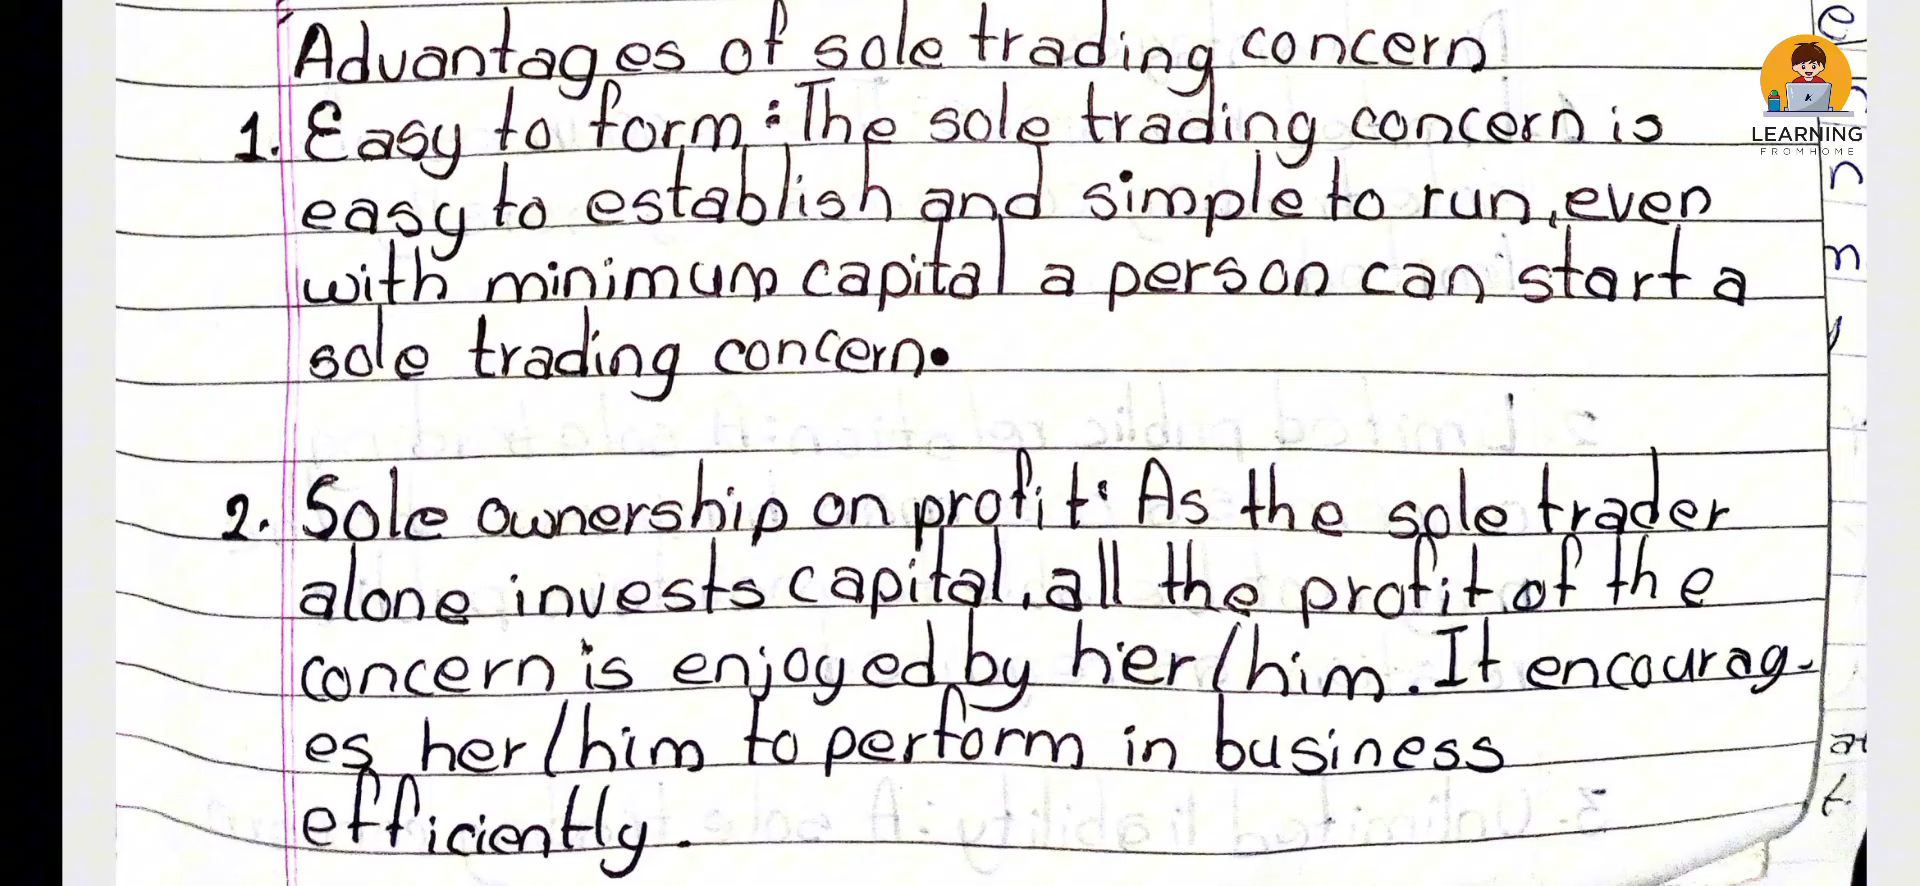 Advantages of sole trading concern
1. Easy to form: The sole trading concern is
easy to establish and simple to run, even
with minimum capital a person can start a
sole trading concern.
2. Sole ownership on profit: As the sole trader
alone invests capital, all the profit of the
concern is enjoyed by her/him. It encourag-
es her/him to perform in business
efficiently.
LEARNING
FROMHOME